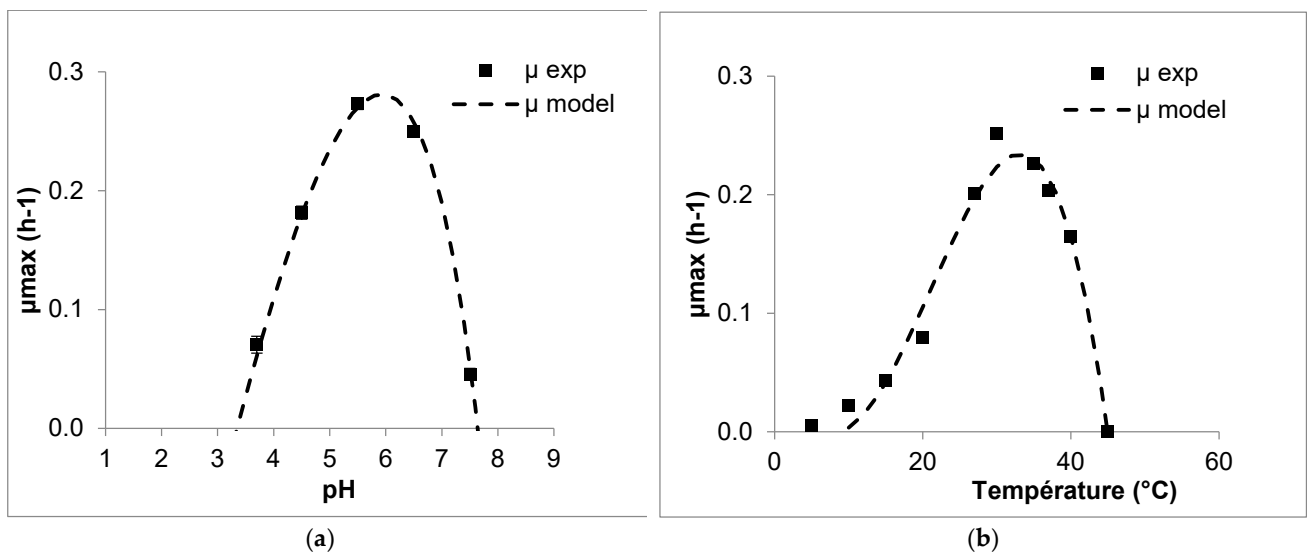 0.3
0.2
0.1
0.0
µmax (h-1)
µ exp
µ model
1 2 3 4 5 6 7 8 9
pH
(a)
0.3
0.2
0.1
0.0
µmax (h-1)
µ exp
µ model
0 20 40 60
Température (°C)
(b)